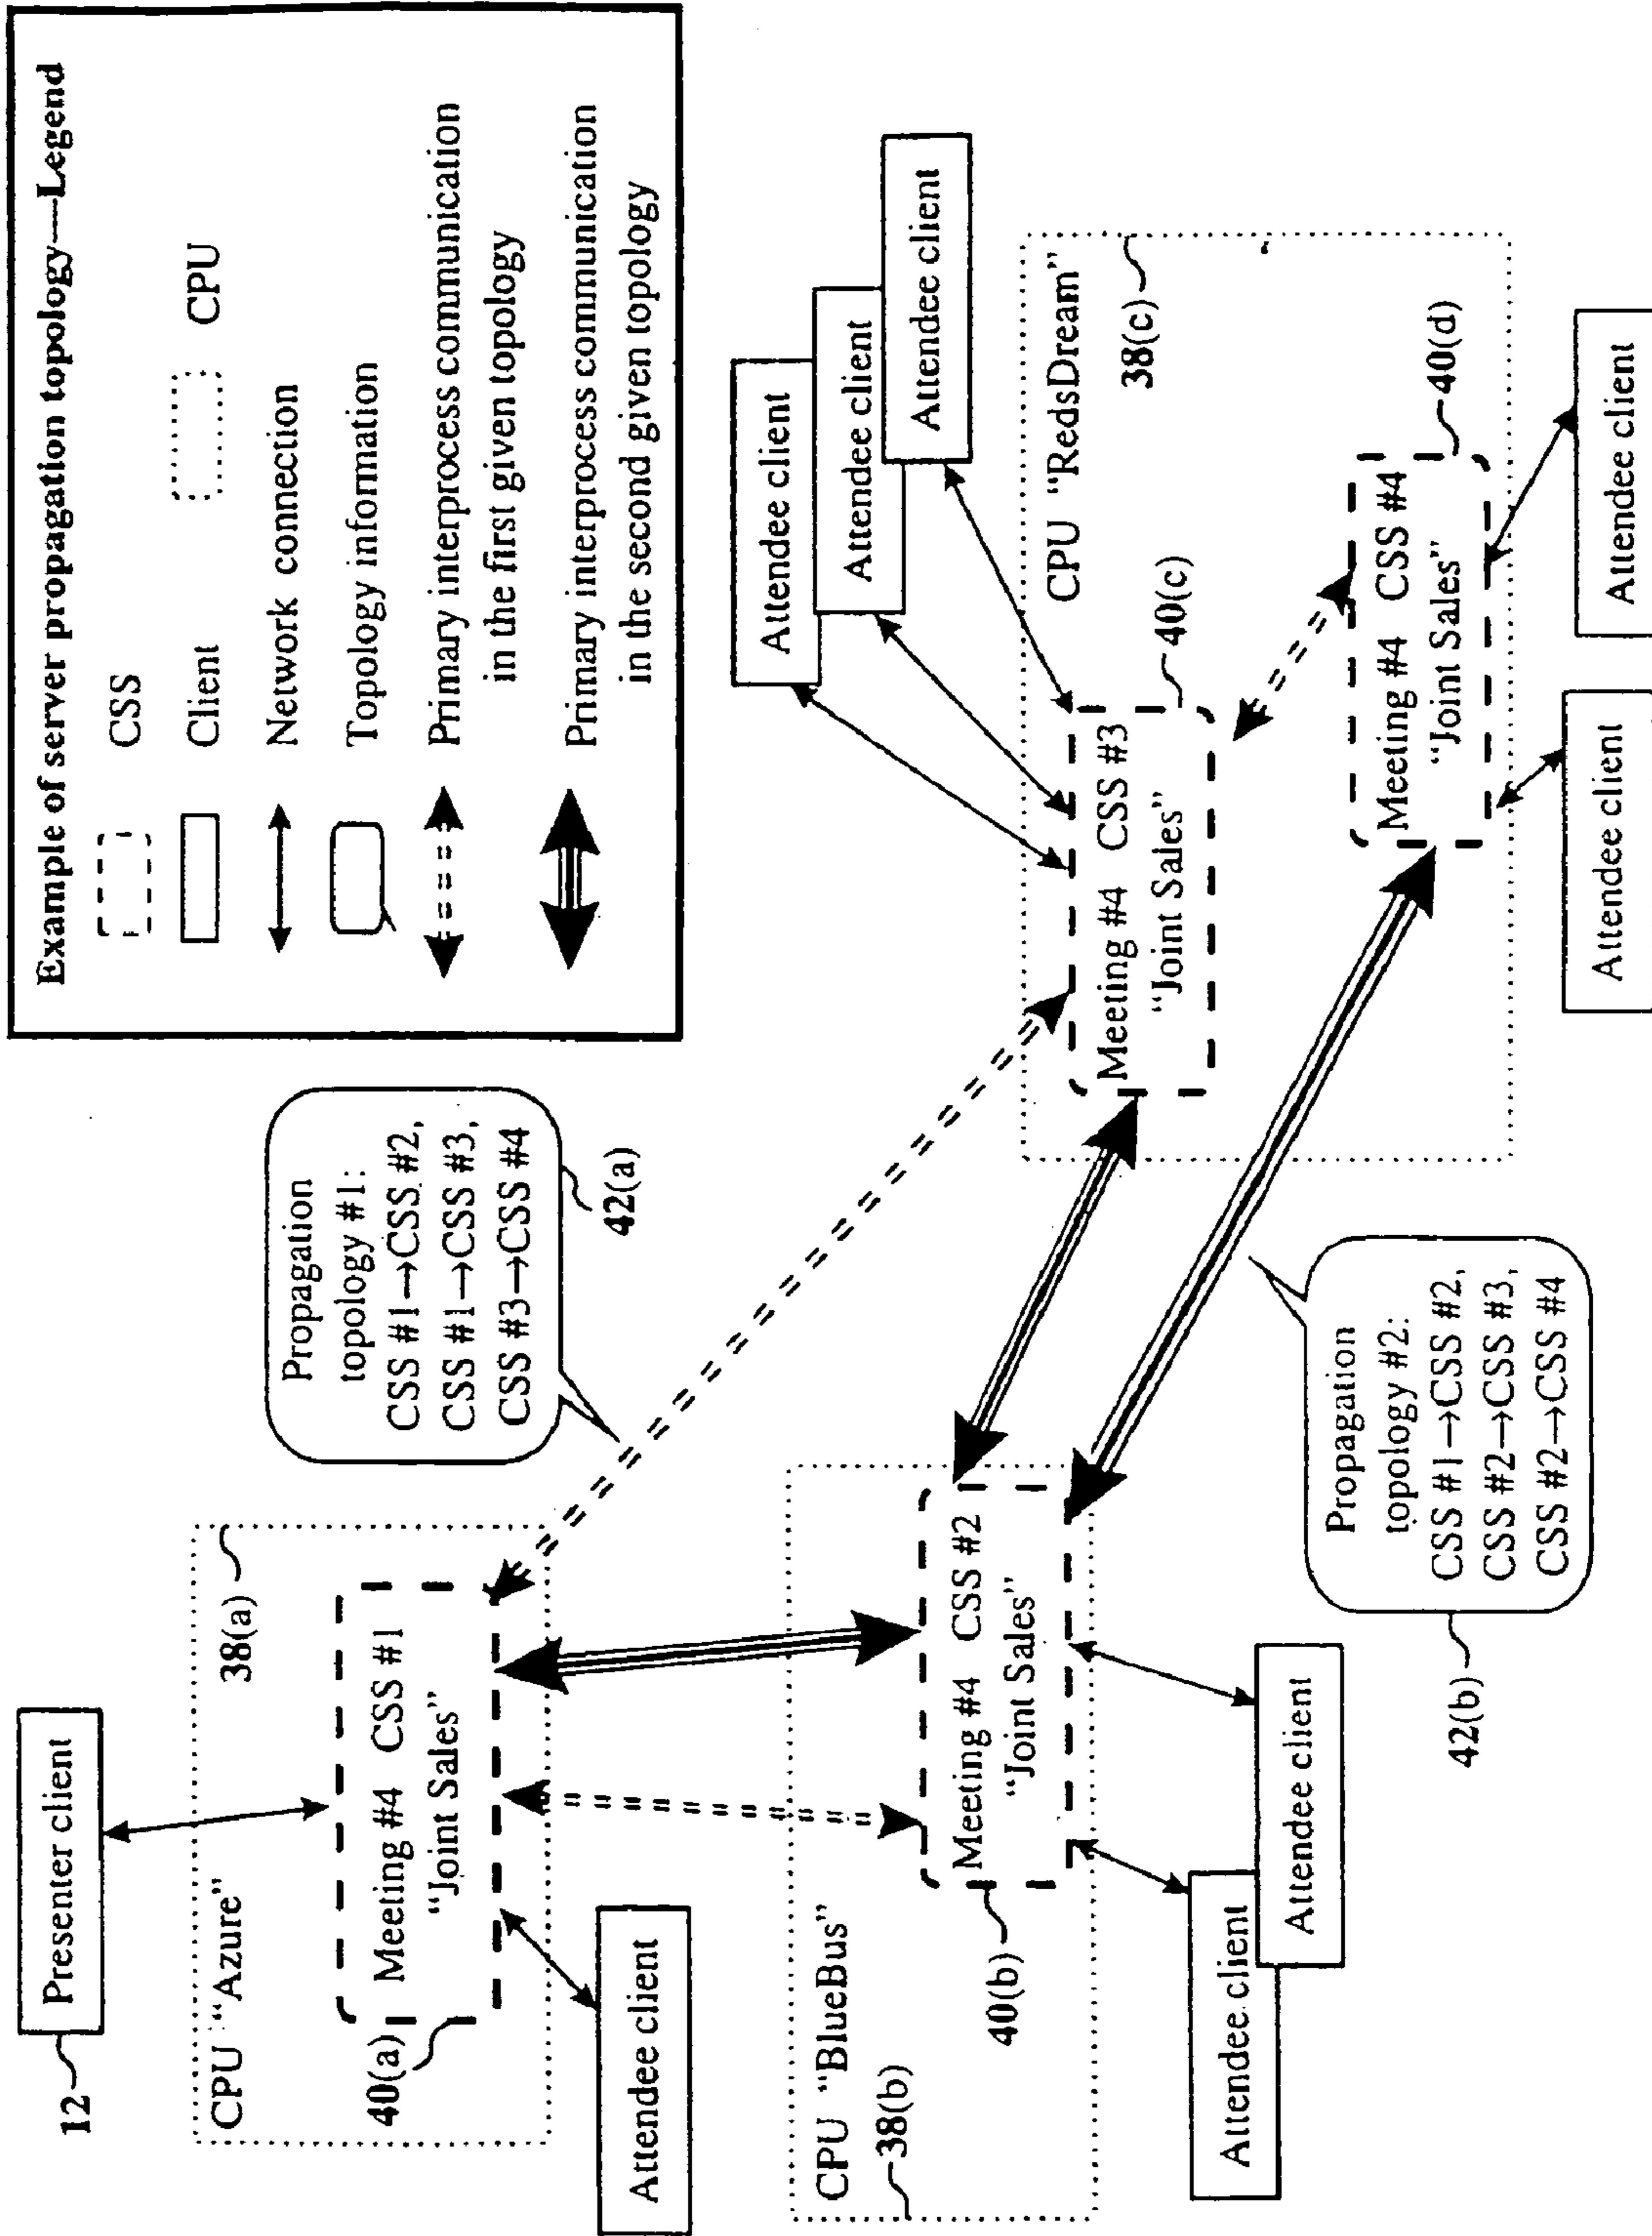 Example of server propagation topology—Legend
CSS
Client
CPU
Network connection
Topology information
Primary interprocess communication
in the first given topology
Primary interprocess communication
in the second given topology
Presenter client
12
CPU "Azure"
38(a)
Meeting #4 CSS #1
"Joint Sales"
40(a)
Attendee client
Propagation
topology #1:
CSS #1→CSS #2,
CSS #1→CSS #3,
CSS #3→CSS #4
42(a)
CPU "BlueBus"
38(b)
Meeting #4 CSS #2
"Joint Sales"
40(b)
Attendee client
Attendee client
Propagation
topology #2:
CSS #1→CSS #2,
CSS #2→CSS #3,
CSS #2→CSS #4
42(b)
Attendee client
Attendee client
Attendee client
CPU "RedsDream"
38(c)
Meeting #4 CSS #3
"Joint Sales"
40(c)
Meeting #4 CSS #4
"Joint Sales"
40(d)
Attendee client
Attendee client